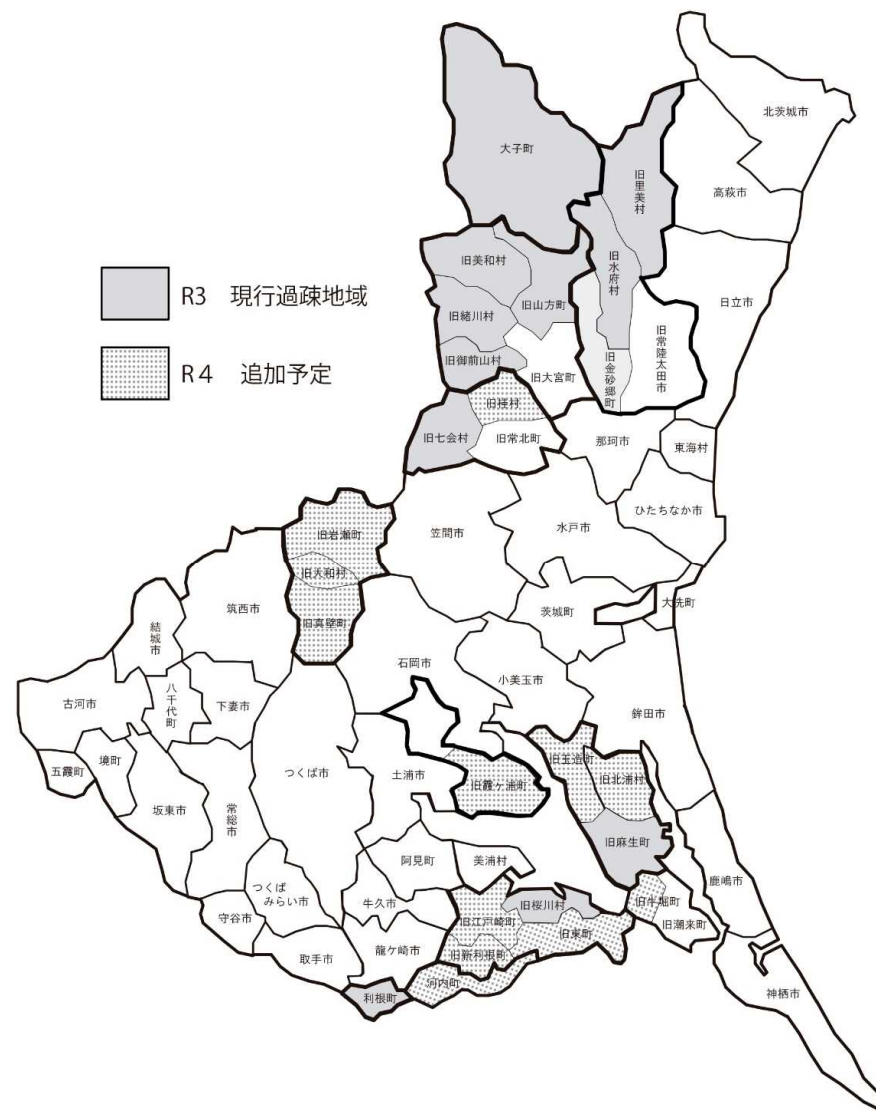 北茨城市
大子町
旧里美村
高萩市
旧美和村
旧水府村
旧山方町
日立市
R3 現行過疎地域
旧緒川村
旧常陸太田市
旧御前山村
旧金砂郷町
旧大宮町
R4 追加予定
旧桂村
旧七会村
旧常北町
那珂市
東海村
ひたちなか市
旧岩瀬町
笠間市
水戸市
旧大和村
筑西市
大洗町
茨城町
旧真壁町
結城市
石岡市
小美玉市
古河市
八千代町
下妻市
鉾田市
五霞町
境町
つくば市
土浦市
旧霞ヶ浦町
旧玉造町
旧北浦村
坂東市
常総市
旧麻生町
阿見町
美浦村
鹿嶋市
つくば
みらい市
牛久市
旧牛堀町
守谷市
旧江戸崎町
旧桜川村
旧潮来町
旧東町
取手市
龍ケ崎市
旧新利根町
河内町
利根町
神栖市